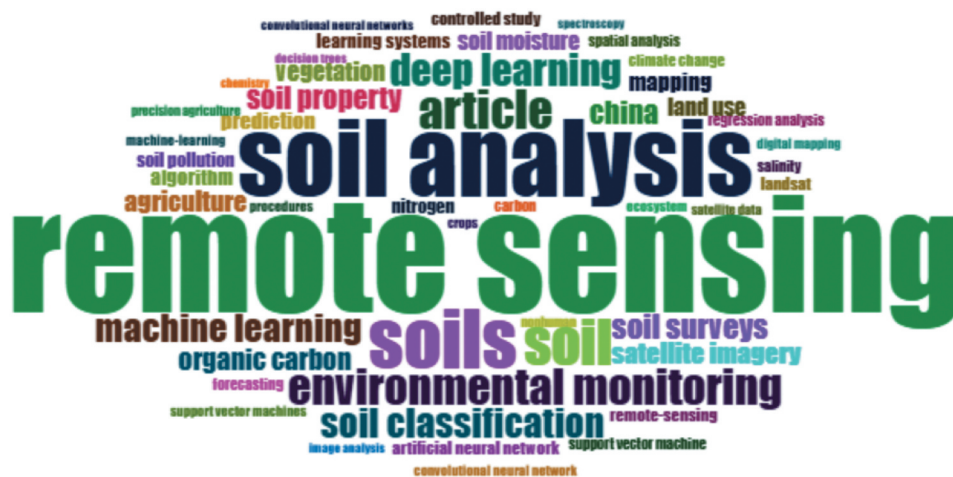 convolutional neural networks controlled study spectroscopy
learning systems soil moisture spatial analysis
decision trees vegetation deep learning climate change
chemistry soil property mapping
precision agriculture prediction article china land use regression analysis
machine-learning soil analysis digital mapping
soil pollution salinity
algorithm landsat
agriculture procedures nitrogen carbon ecosystem satellite data
crops
remote sensing
machine learning soils nonhuman soil soil surveys
organic carbon satellite imagery
forecasting environmental monitoring
support vector machines soil classification remote-sensing
image analysis artificial neural network support vector machine
convolutional neural network